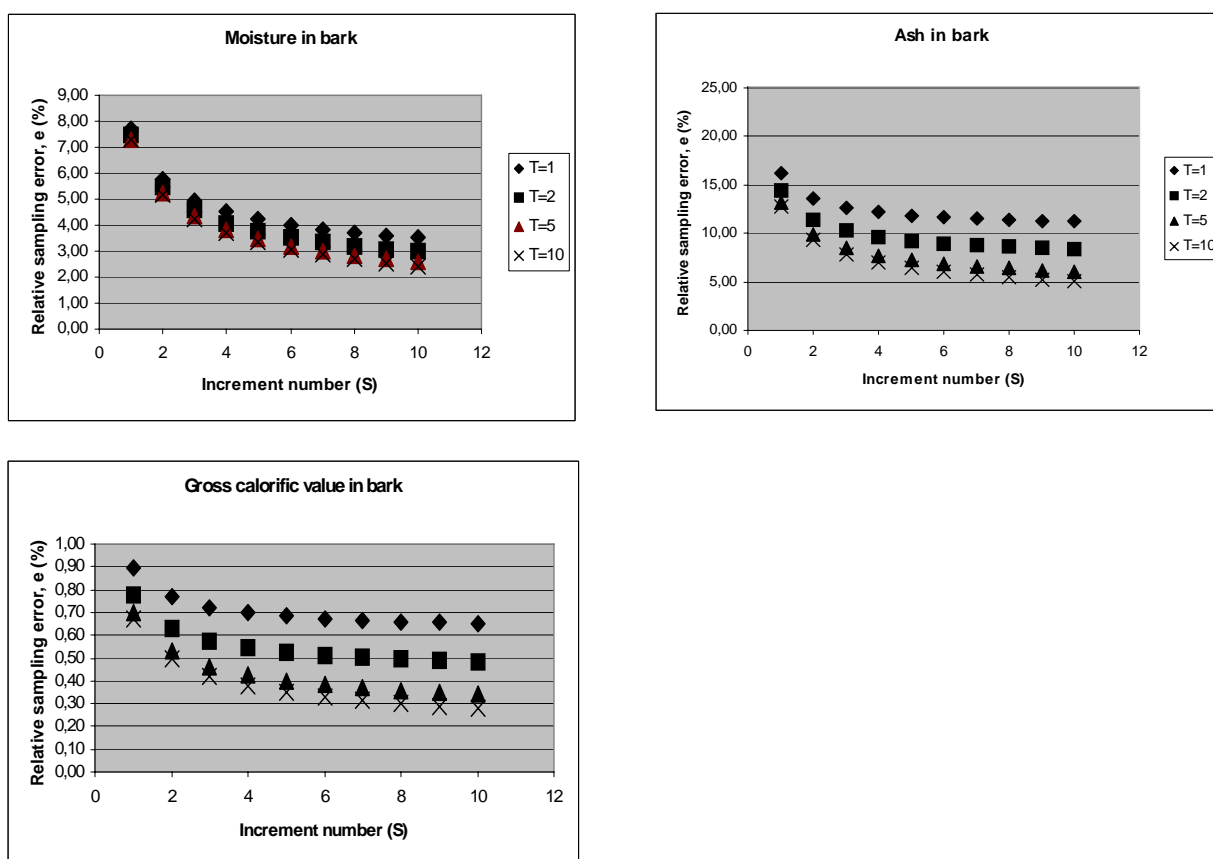 Moisture in bark
Relative sampling error, e (%)
9,00
8,00
7,00
6,00
5,00
4,00
3,00
2,00
1,00
0,00
0 2 4 6 8 10 12
Increment number (S)
T=1
T=2
T=5
T=10
Ash in bark
Relative sampling error, e (%)
25,00
20,00
15,00
10,00
5,00
0,00
0 2 4 6 8 10 12
Increment number (S)
T=1
T=2
T=5
T=10
Gross calorific value in bark
Relative sampling error, e (%)
1,00
0,90
0,80
0,70
0,60
0,50
0,40
0,30
0,20
0,10
0,00
0 2 4 6 8 10 12
Increment number (S)
T=1
T=2
T=5
T=10